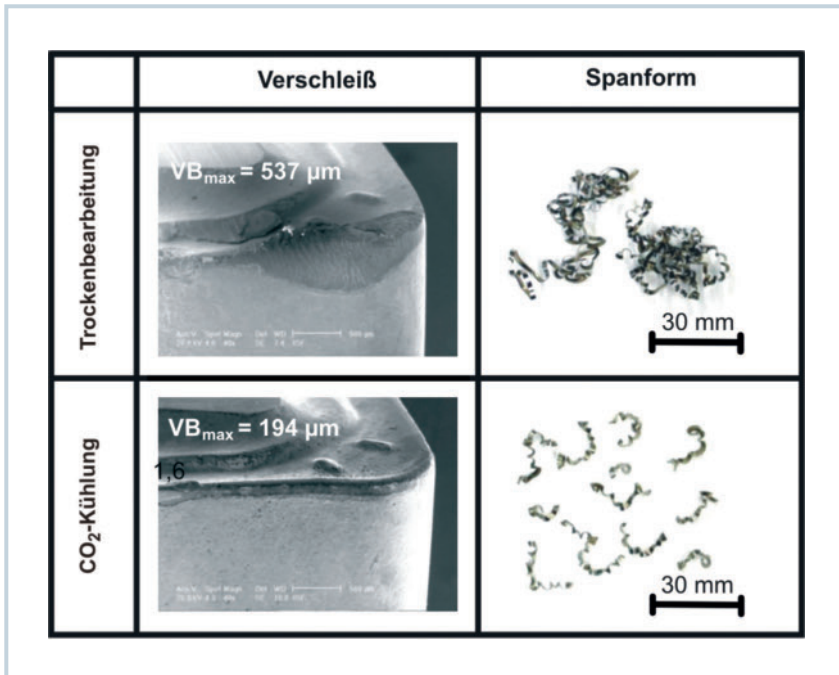 Verschleiß
Spanform
Trockenbearbeitung
VBmax = 537 µm
30 mm
CO2-Kühlung
VBmax = 194 µm
1,6
30 mm